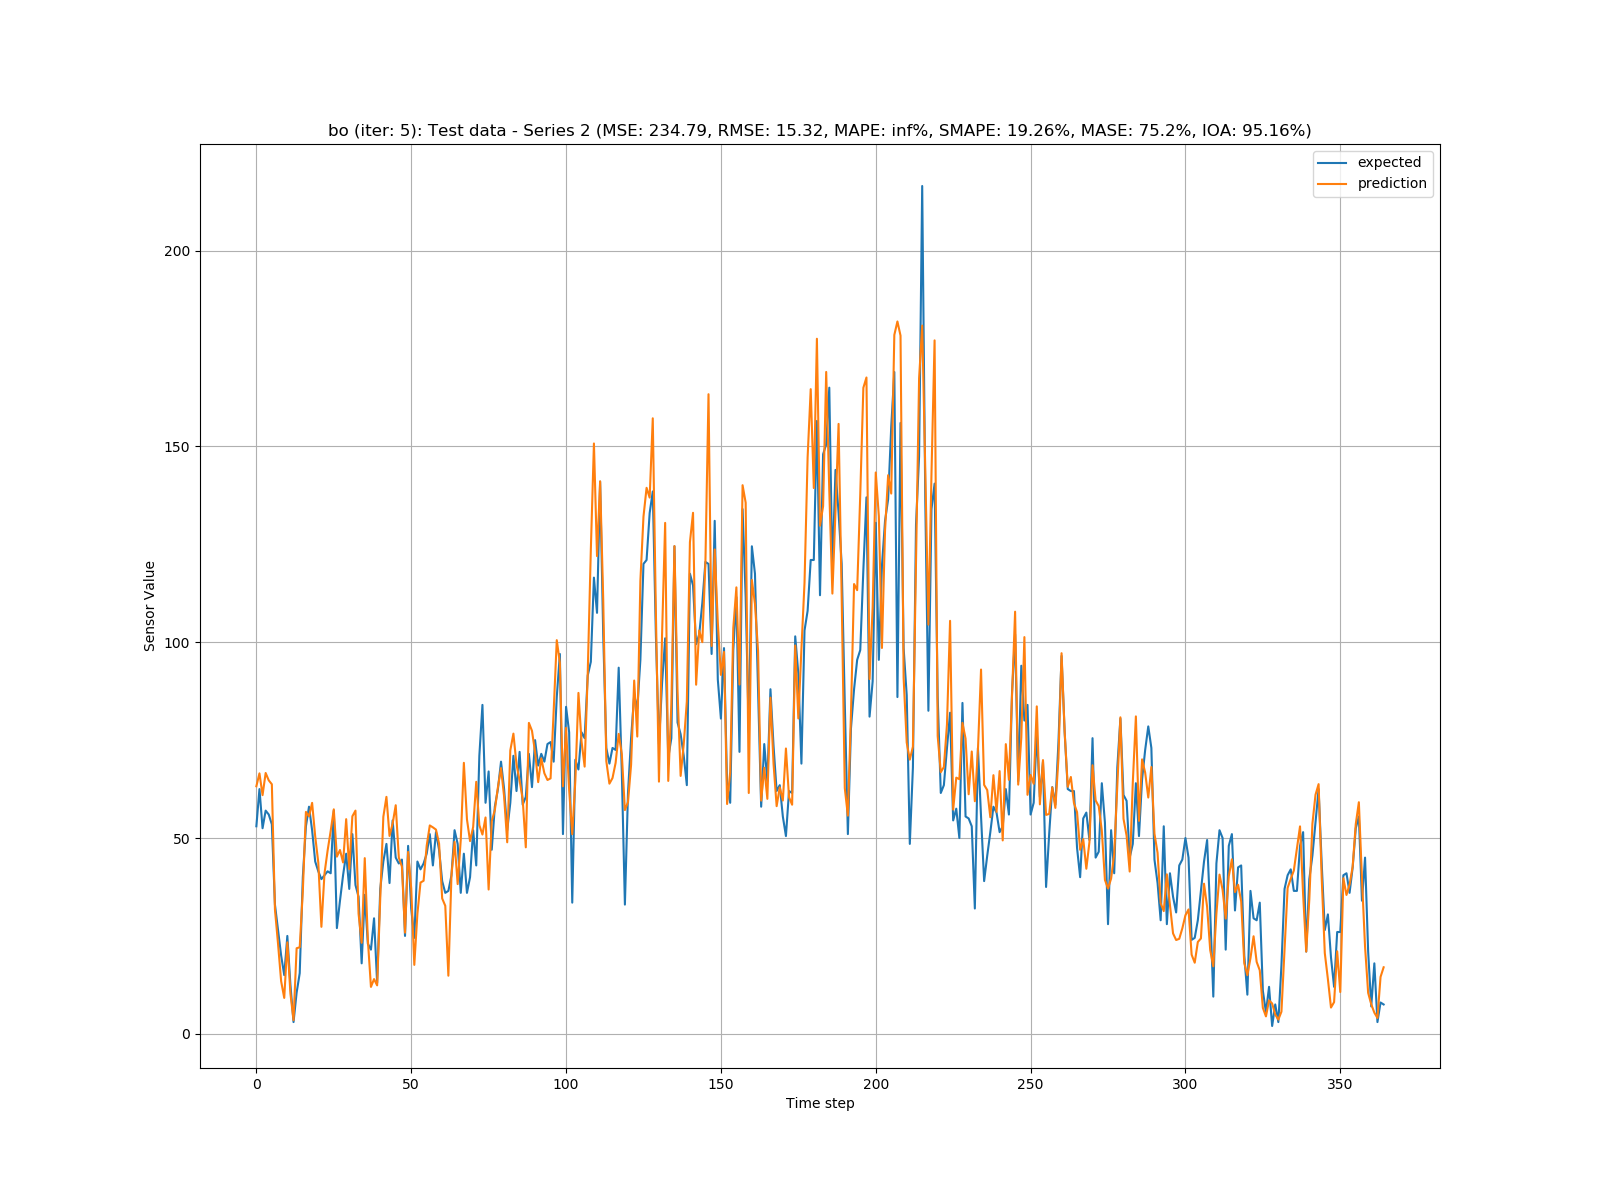 bo (iter: 5): Test data - Series 2 (MSE: 234.79, RMSE: 15.32, MAPE: inf%, SMAPE: 19.26%, MASE: 75.2%, IOA: 95.16%)
expected
prediction
200
150
100
50
0
Sensor Value
0 50 100 150 200 250 300 350
Time step